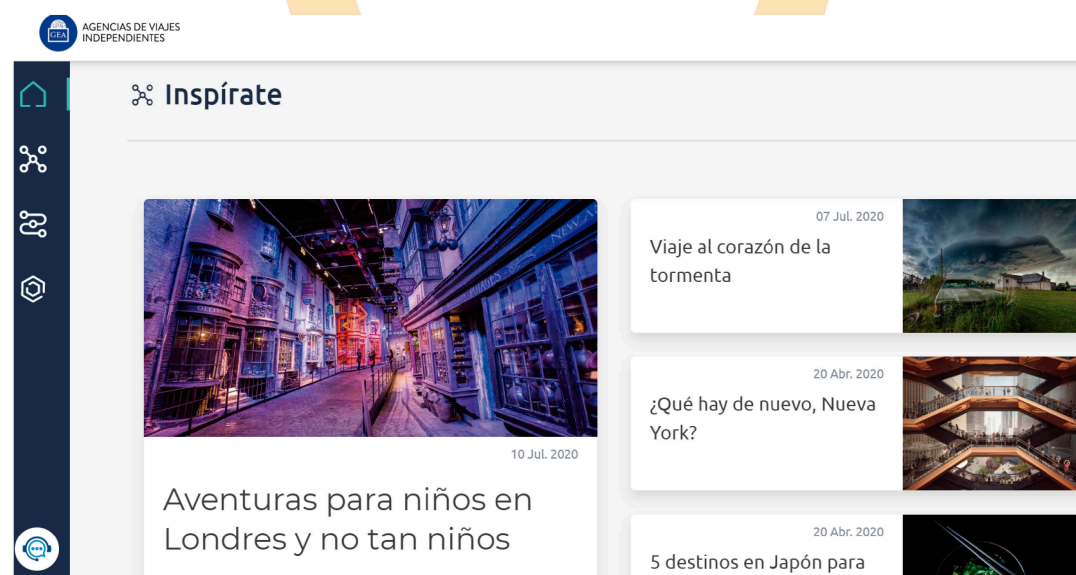 GEA
AGENCIAS DE VIAJES
INDEPENDIENTES
Inspírate
10 Jul. 2020
Aventuras para niños en
Londres y no tan niños
07 Jul. 2020
Viaje al corazón de la
tormenta
20 Abr. 2020
¿Qué hay de nuevo, Nueva
York?
20 Abr. 2020
5 destinos en Japón para